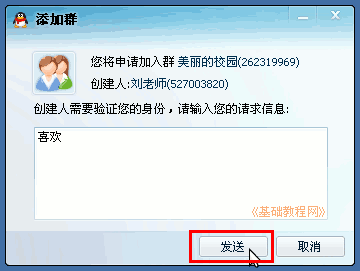 添加群
您将申请加入群 美丽的校园(262319969)
创建人:刘老师(527003820)
创建人需要验证您的身份，请输入您的请求信息:
喜欢
《基础教程网》
发送 取消